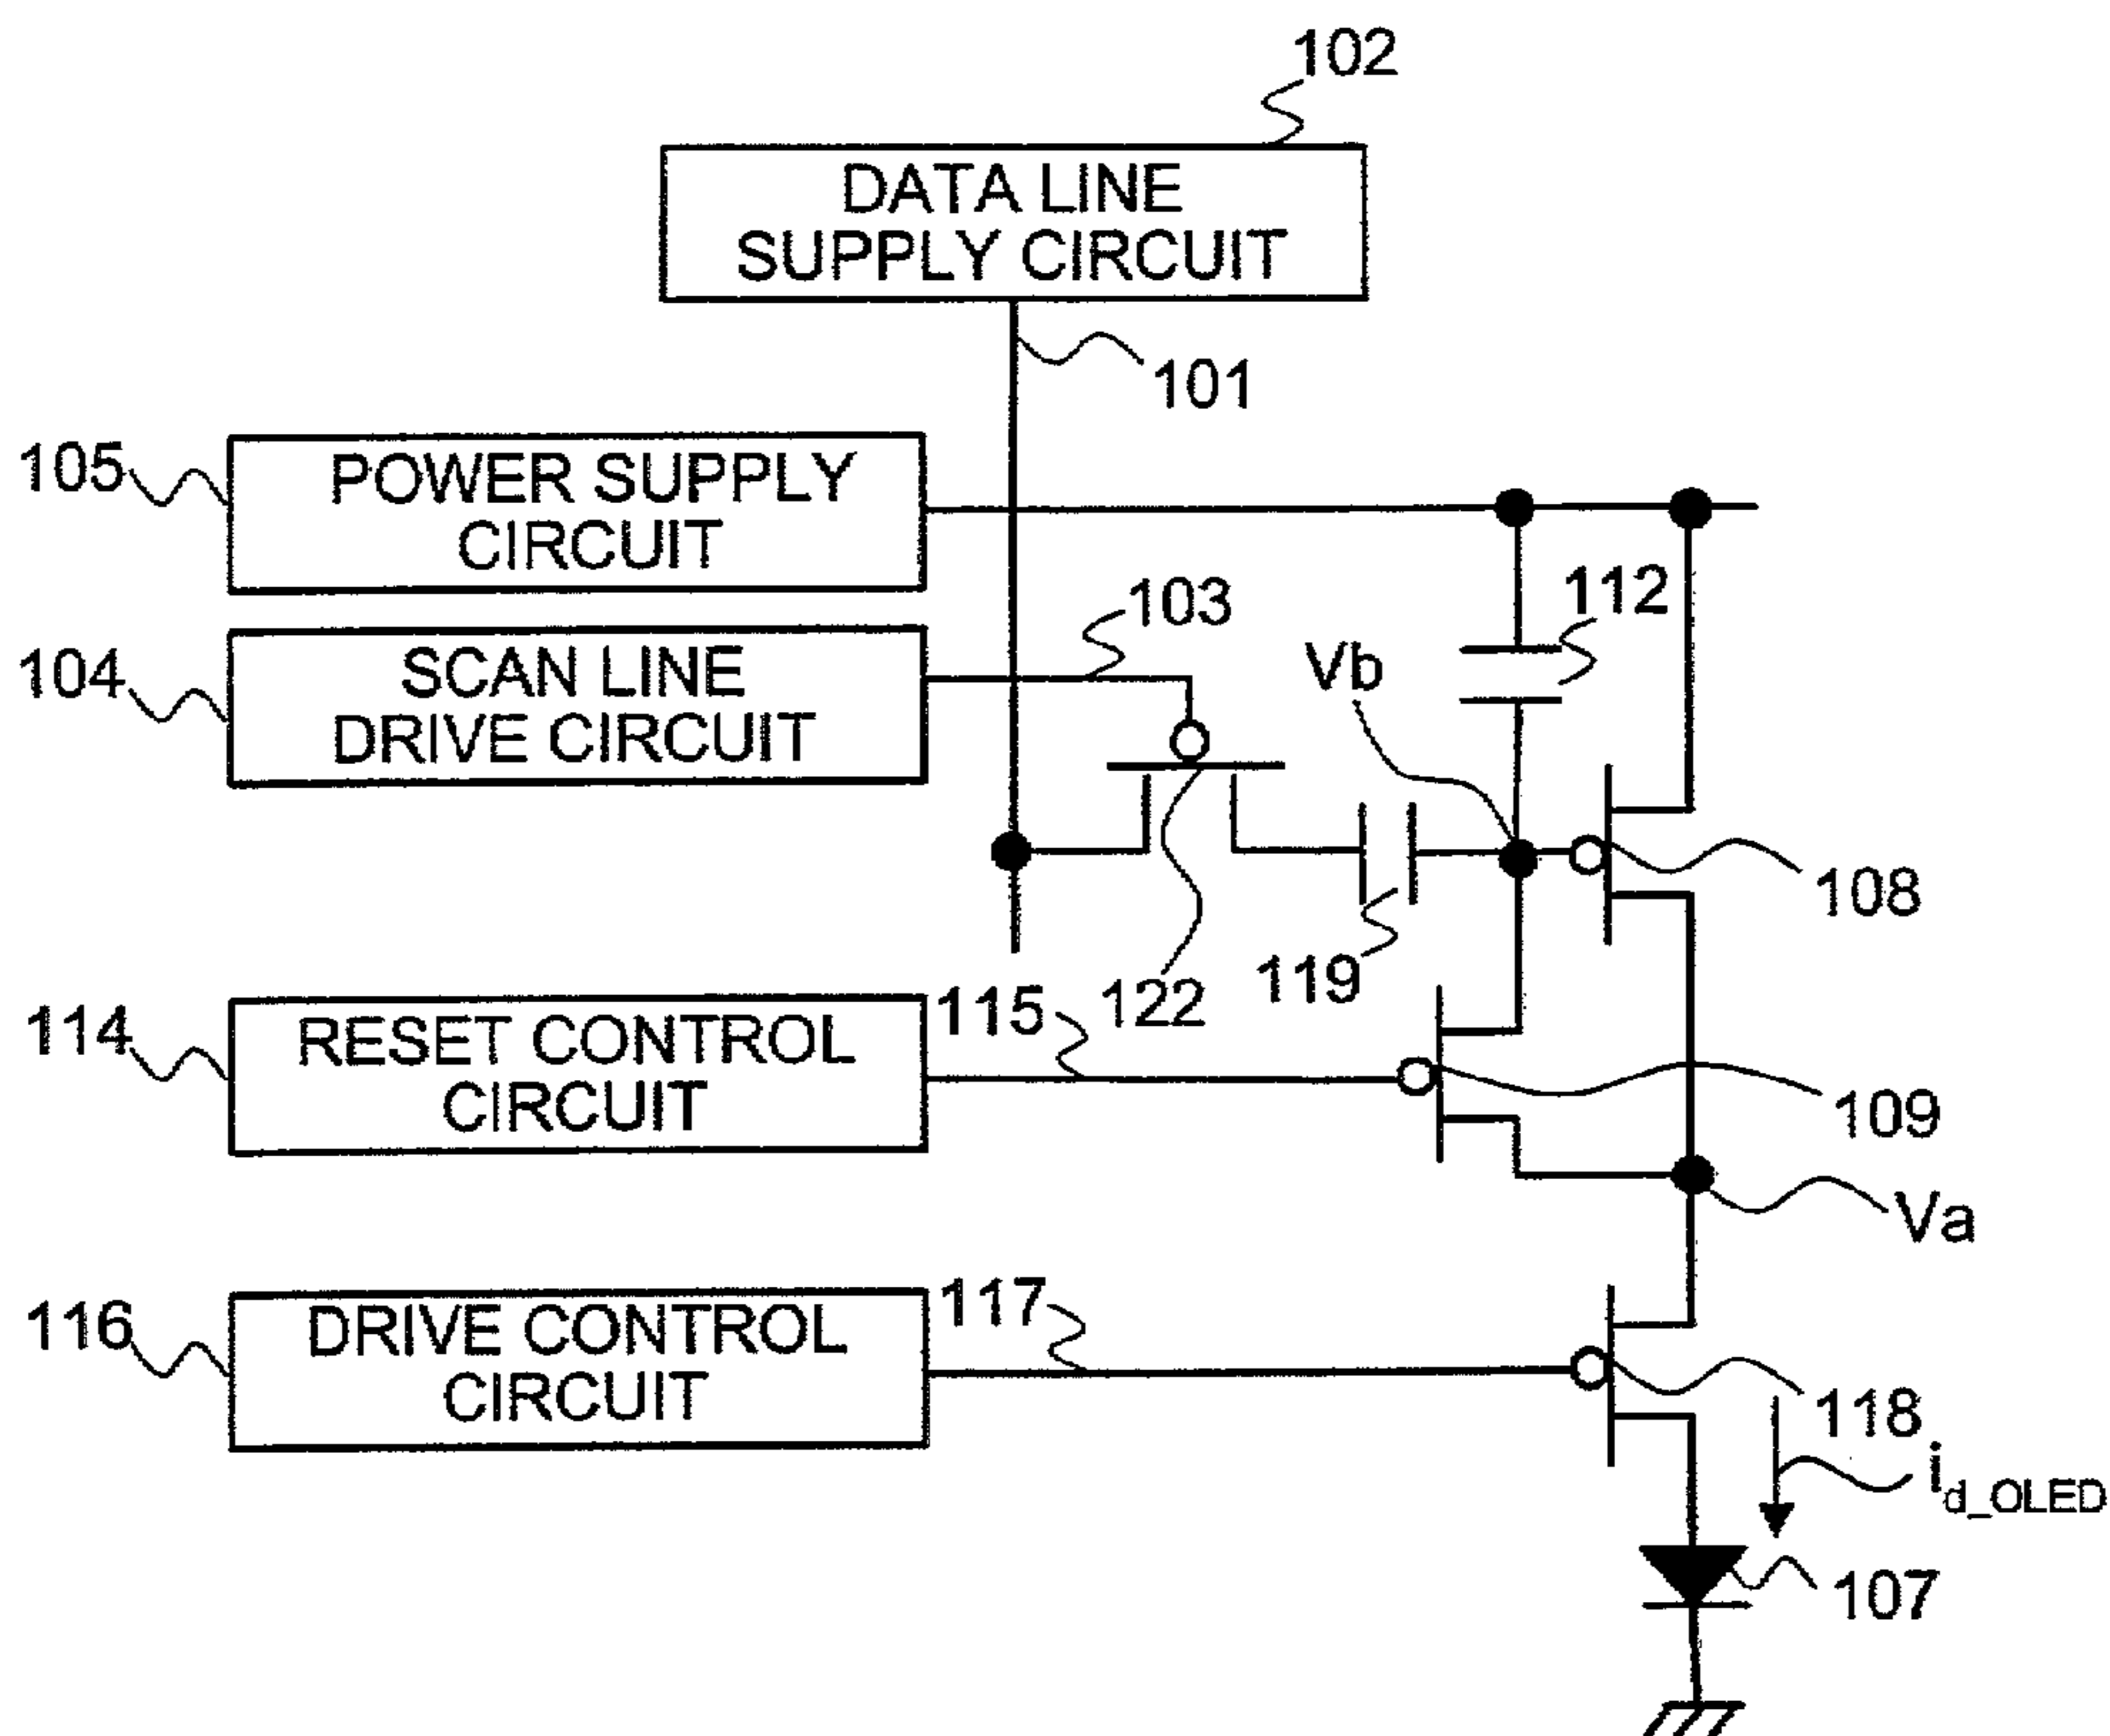 102
DATA LINE
SUPPLY CIRCUIT
101
105
POWER SUPPLY
CIRCUIT
103
112
104
SCAN LINE
DRIVE CIRCUIT
Vb
108
119
122
114
RESET CONTROL
CIRCUIT
115
109
Va
116
DRIVE CONTROL
CIRCUIT
117
118
id_OLED
107